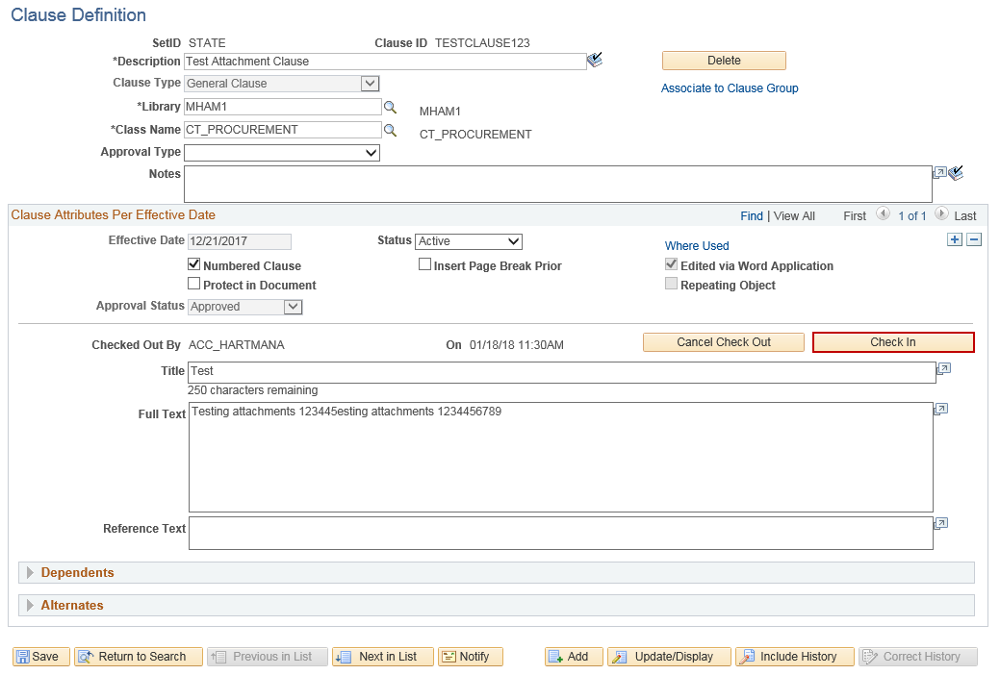 Clause Definition
SetID STATE Clause ID TESTCLAUSE123
*Description Test Attachment Clause Delete
Clause Type General Clause Associate to Clause Group
*Library MHAM1 MHAM1
*Class Name CT_PROCUREMENT CT_PROCUREMENT
Approval Type
Notes
Clause Attributes Per Effective Date Find | View All First 1 of 1 Last
Effective Date 12/21/2017 Status Active Where Used
Numbered Clause Insert Page Break Prior Edited via Word Application
Protect in Document Repeating Object
Approval Status Approved
Checked Out By ACC_HARTMANA On 01/18/18 11:30AM Cancel Check Out Check In
Title Test
250 characters remaining
Full Text Testing attachments 123445esting attachments 1234456789
Reference Text
Dependents
Alternates
Save Return to Search Previous in List Next in List Notify Add Update/Display Include History Correct History